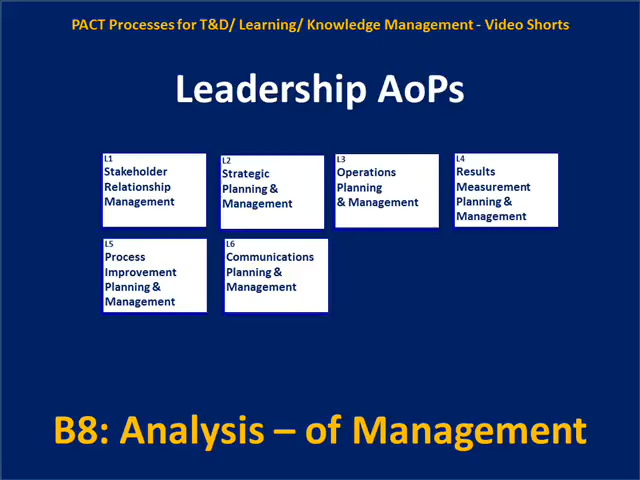 PACT Processes for T&D/ Learning/ Knowledge Management - Video Shorts
Leadership AoPs
L1
Stakeholder
Relationship
Management
L2
Strategic
Planning &
Management
L3
Operations
Planning
& Management
L4
Results
Measurement
Planning &
Management
L5
Process
Improvement
Planning &
Management
L6
Communications
Planning &
Management
B8: Analysis – of Management